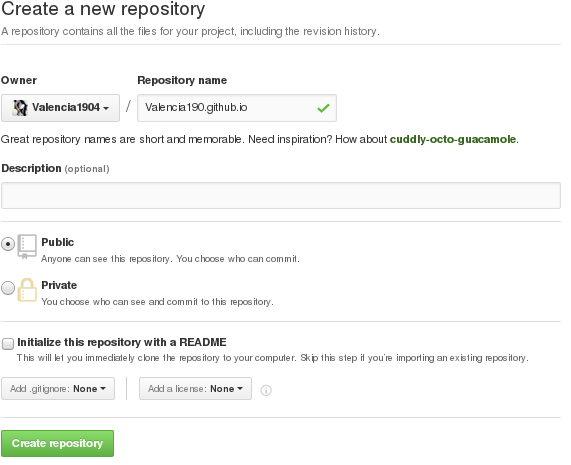 Create a new repository
A repository contains all the files for your project, including the revision history.
Owner Repository name
Valencia1904 / Valencia190.github.io
Great repository names are short and memorable. Need inspiration? How about cuddly-octo-guacamole.
Description (optional)
Public
Anyone can see this repository. You choose who can commit.
Private
You choose who can see and commit to this repository.
Initialize this repository with a README
This will let you immediately clone the repository to your computer. Skip this step if you're importing an existing repository.
Add .gitignore: None Add a license: None
Create repository